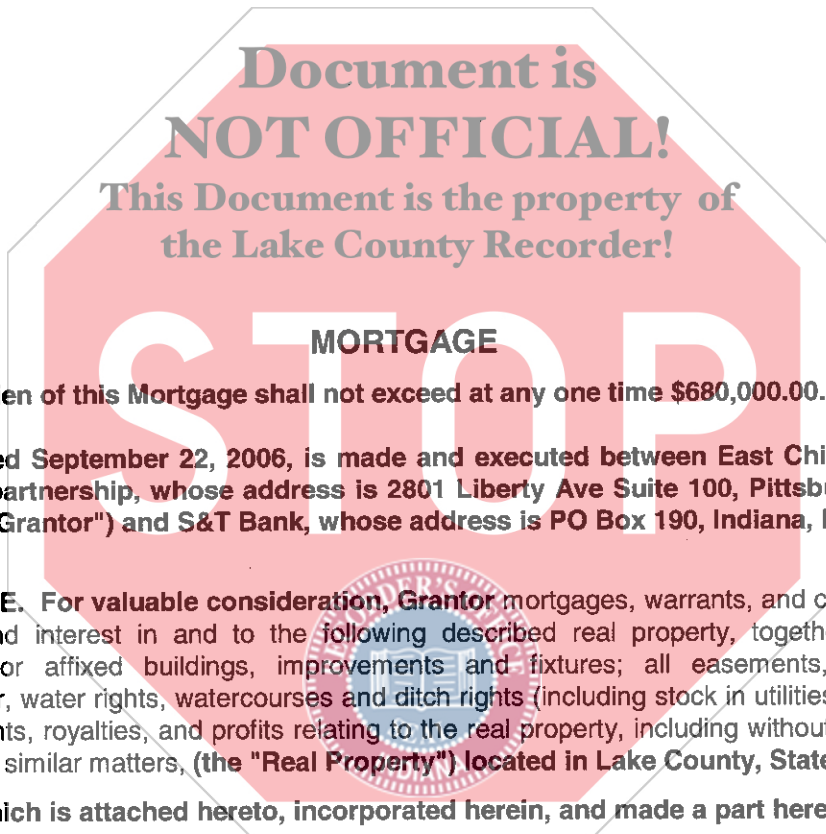 Document is
NOT OFFICIAL!
This Document is the property of
the Lake County Recorder!
STOP
MORTGAGE
en of this Mortgage shall not exceed at any one time $680,000.00.
ed September 22, 2006, is made and executed between East Chi
partnership, whose address is 2801 Liberty Ave Suite 100, Pittsbu
Grantor") and S&T Bank, whose address is PO Box 190, Indiana,
E. For valuable consideration, Grantor mortgages, warrants, and c
nd interest in and to the following described real property, togeth
or affixed buildings, improvements and fixtures; all easements,
r, water rights, watercourses and ditch rights (including stock in utilities
nts, royalties, and profits relating to the real property, including without
similar matters, (the "Real Property") located in Lake County, State
hich is attached hereto, incorporated herein, and made a part here